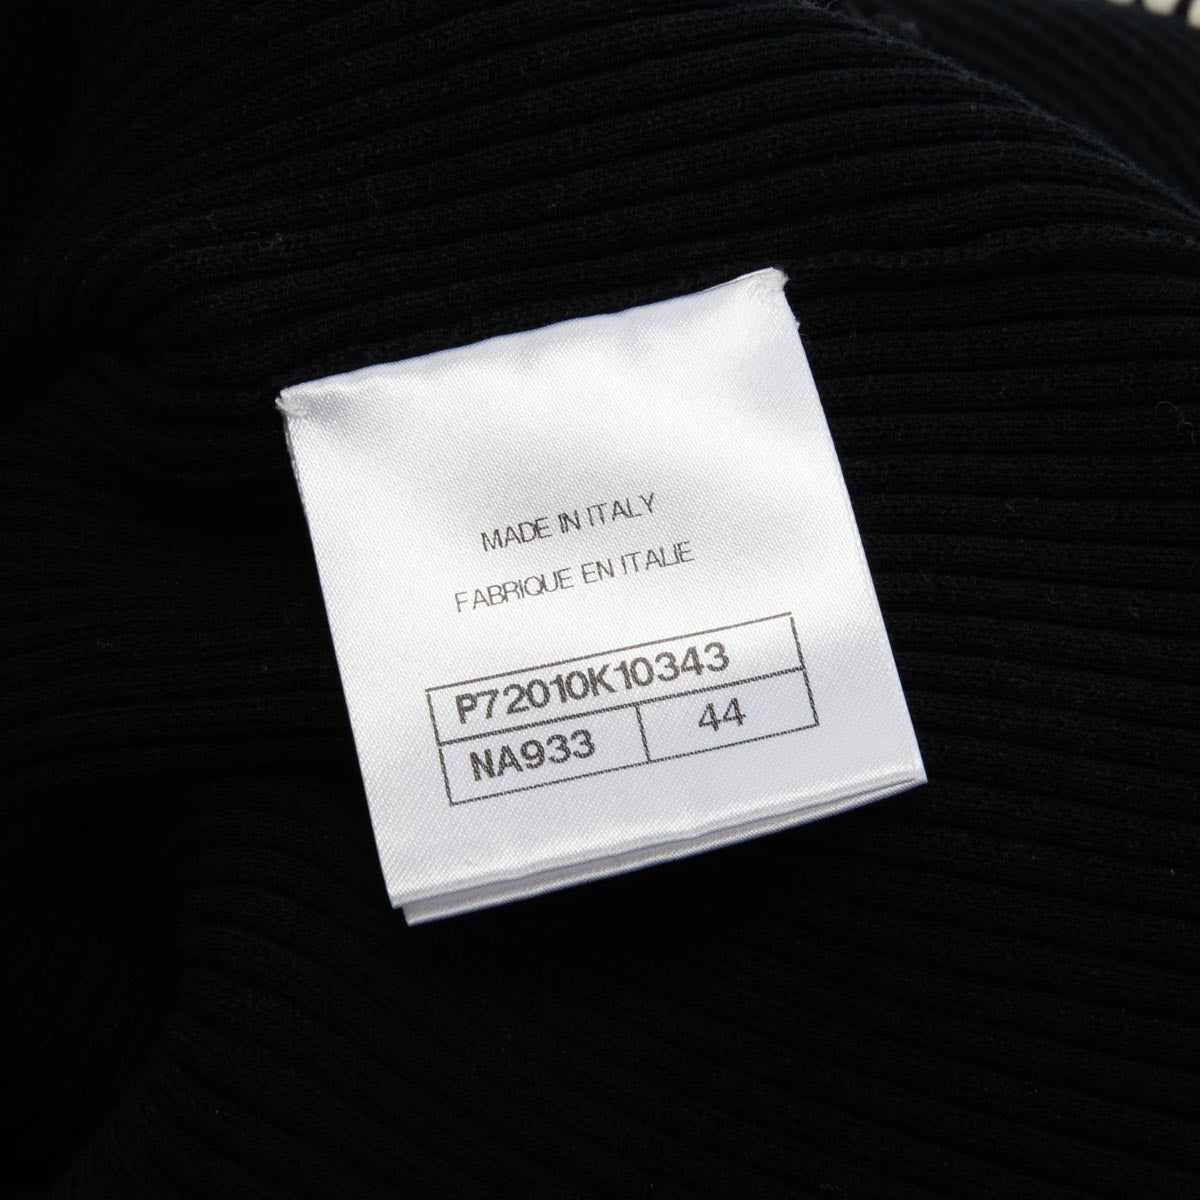 MADE IN ITALY
FABRIQUE EN ITALIE
P72010K10343
NA933 44